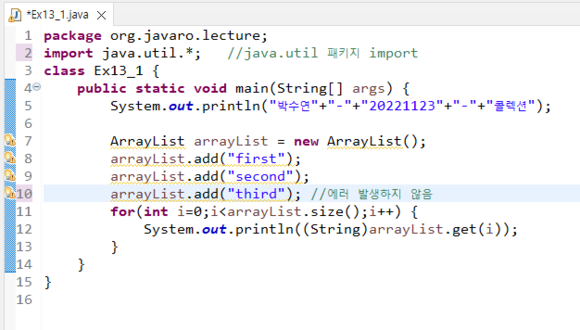 *Ex13_1.java
1 package org.javaro.lecture;
2 import java.util.*;   //java.util 패키지 import
3 class Ex13_1 {
4     public static void main(String[] args) {
5         System.out.println("박수연"+"-"+"20221123"+"-"+"콜렉션");
6
7         ArrayList arrayList = new ArrayList();
8         arrayList.add("first");
9         arrayList.add("second");
10         arrayList.add("third"); //에러 발생하지 않음
11         for(int i=0;i<arrayList.size();i++) {
12             System.out.println((String)arrayList.get(i));
13         }
14     }
15 }
16